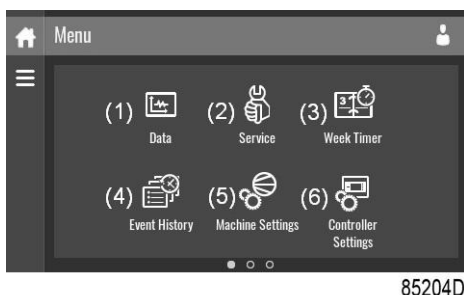 Menu
(1) (2) (3)
Data Service Week Timer
(4) (5) (6)
Event History Machine Settings Controller
Settings
85204D